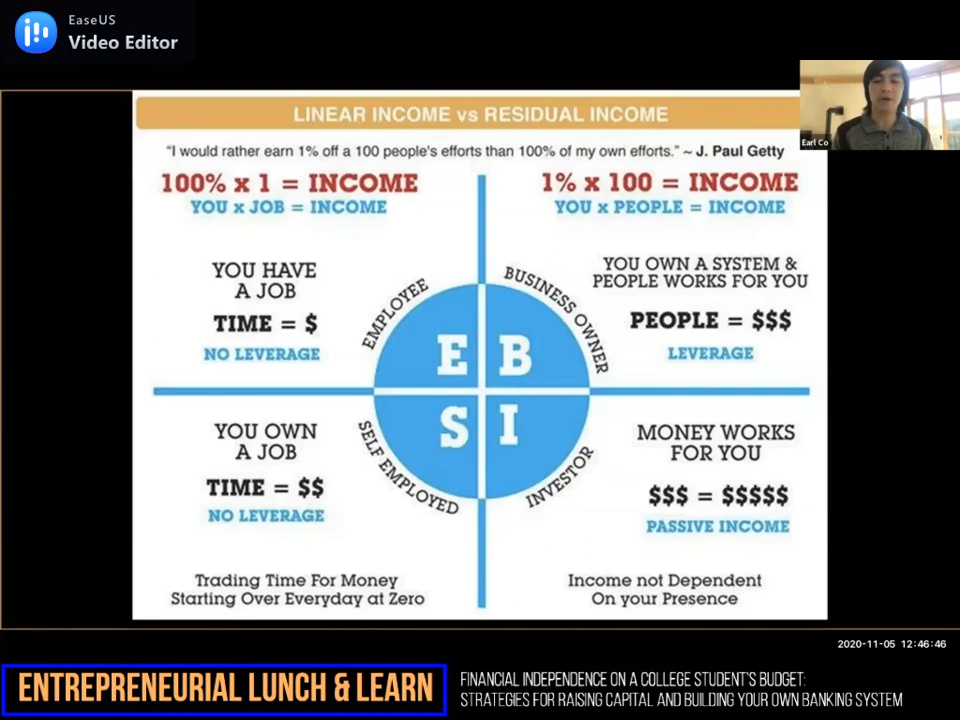 EaseUS
Video Editor
LINEAR INCOME vs RESIDUAL INCOME
"I would rather earn 1% off a 100 people's efforts than 100% of my own efforts." ~ J. Paul Getty
100% x 1 = INCOME
YOU x JOB = INCOME
1% x 100 = INCOME
YOU x PEOPLE = INCOME
YOU HAVE
A JOB
TIME = $
NO LEVERAGE
EMPLOYEE
E
BUSINESS OWNER
B
YOU OWN A SYSTEM &
PEOPLE WORKS FOR YOU
PEOPLE = $$$
LEVERAGE
YOU OWN
A JOB
TIME = $$
NO LEVERAGE
SELF EMPLOYED
S
INVESTOR
I
MONEY WORKS
FOR YOU
$$$ = $$$$$
PASSIVE INCOME
Trading Time For Money
Starting Over Everyday at Zero
Income not Dependent
On your Presence
Earl Co
2020-11-05 12:46:46
ENTREPRENEURIAL LUNCH & LEARN
FINANCIAL INDEPENDENCE ON A COLLEGE STUDENT'S BUDGET:
STRATEGIES FOR RAISING CAPITAL AND BUILDING YOUR OWN BANKING SYSTEM